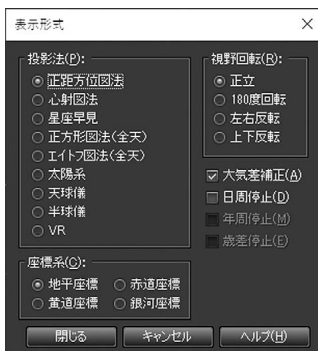 表示形式
投影法(P):
正距方位図法
心射図法
星座早見
正方形図法(全天)
エイトフ図法(全天)
太陽系
天球儀
半球儀
VR
視野回転(R):
正立
180度回転
左右反転
上下反転
大気差補正(A)
日周停止(D)
年周停止(M)
歳差停止(E)
座標系(C):
地平座標 赤道座標
黄道座標 銀河座標
閉じる キャンセル ヘルプ(H)